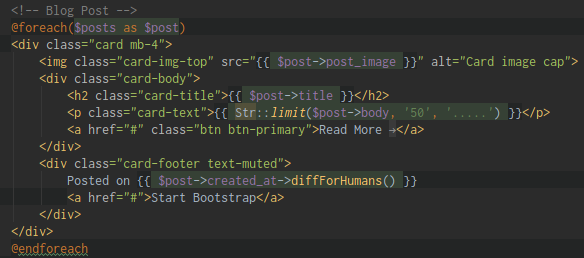 <!-- Blog Post -->
@foreach($posts as $post)
<div class="card mb-4">
<img class="card-img-top" src="{{ $post->post_image }}" alt="Card image cap">
<div class="card-body">
<h2 class="card-title">{{ $post->title }}</h2>
<p class="card-text">{{ Str::limit($post->body, '50', '.....') }}</p>
<a href="#" class="btn btn-primary">Read More →</a>
</div>
<div class="card-footer text-muted">
Posted on {{ $post->created_at->diffForHumans() }}
<a href="#">Start Bootstrap</a>
</div>
</div>
@endforeach